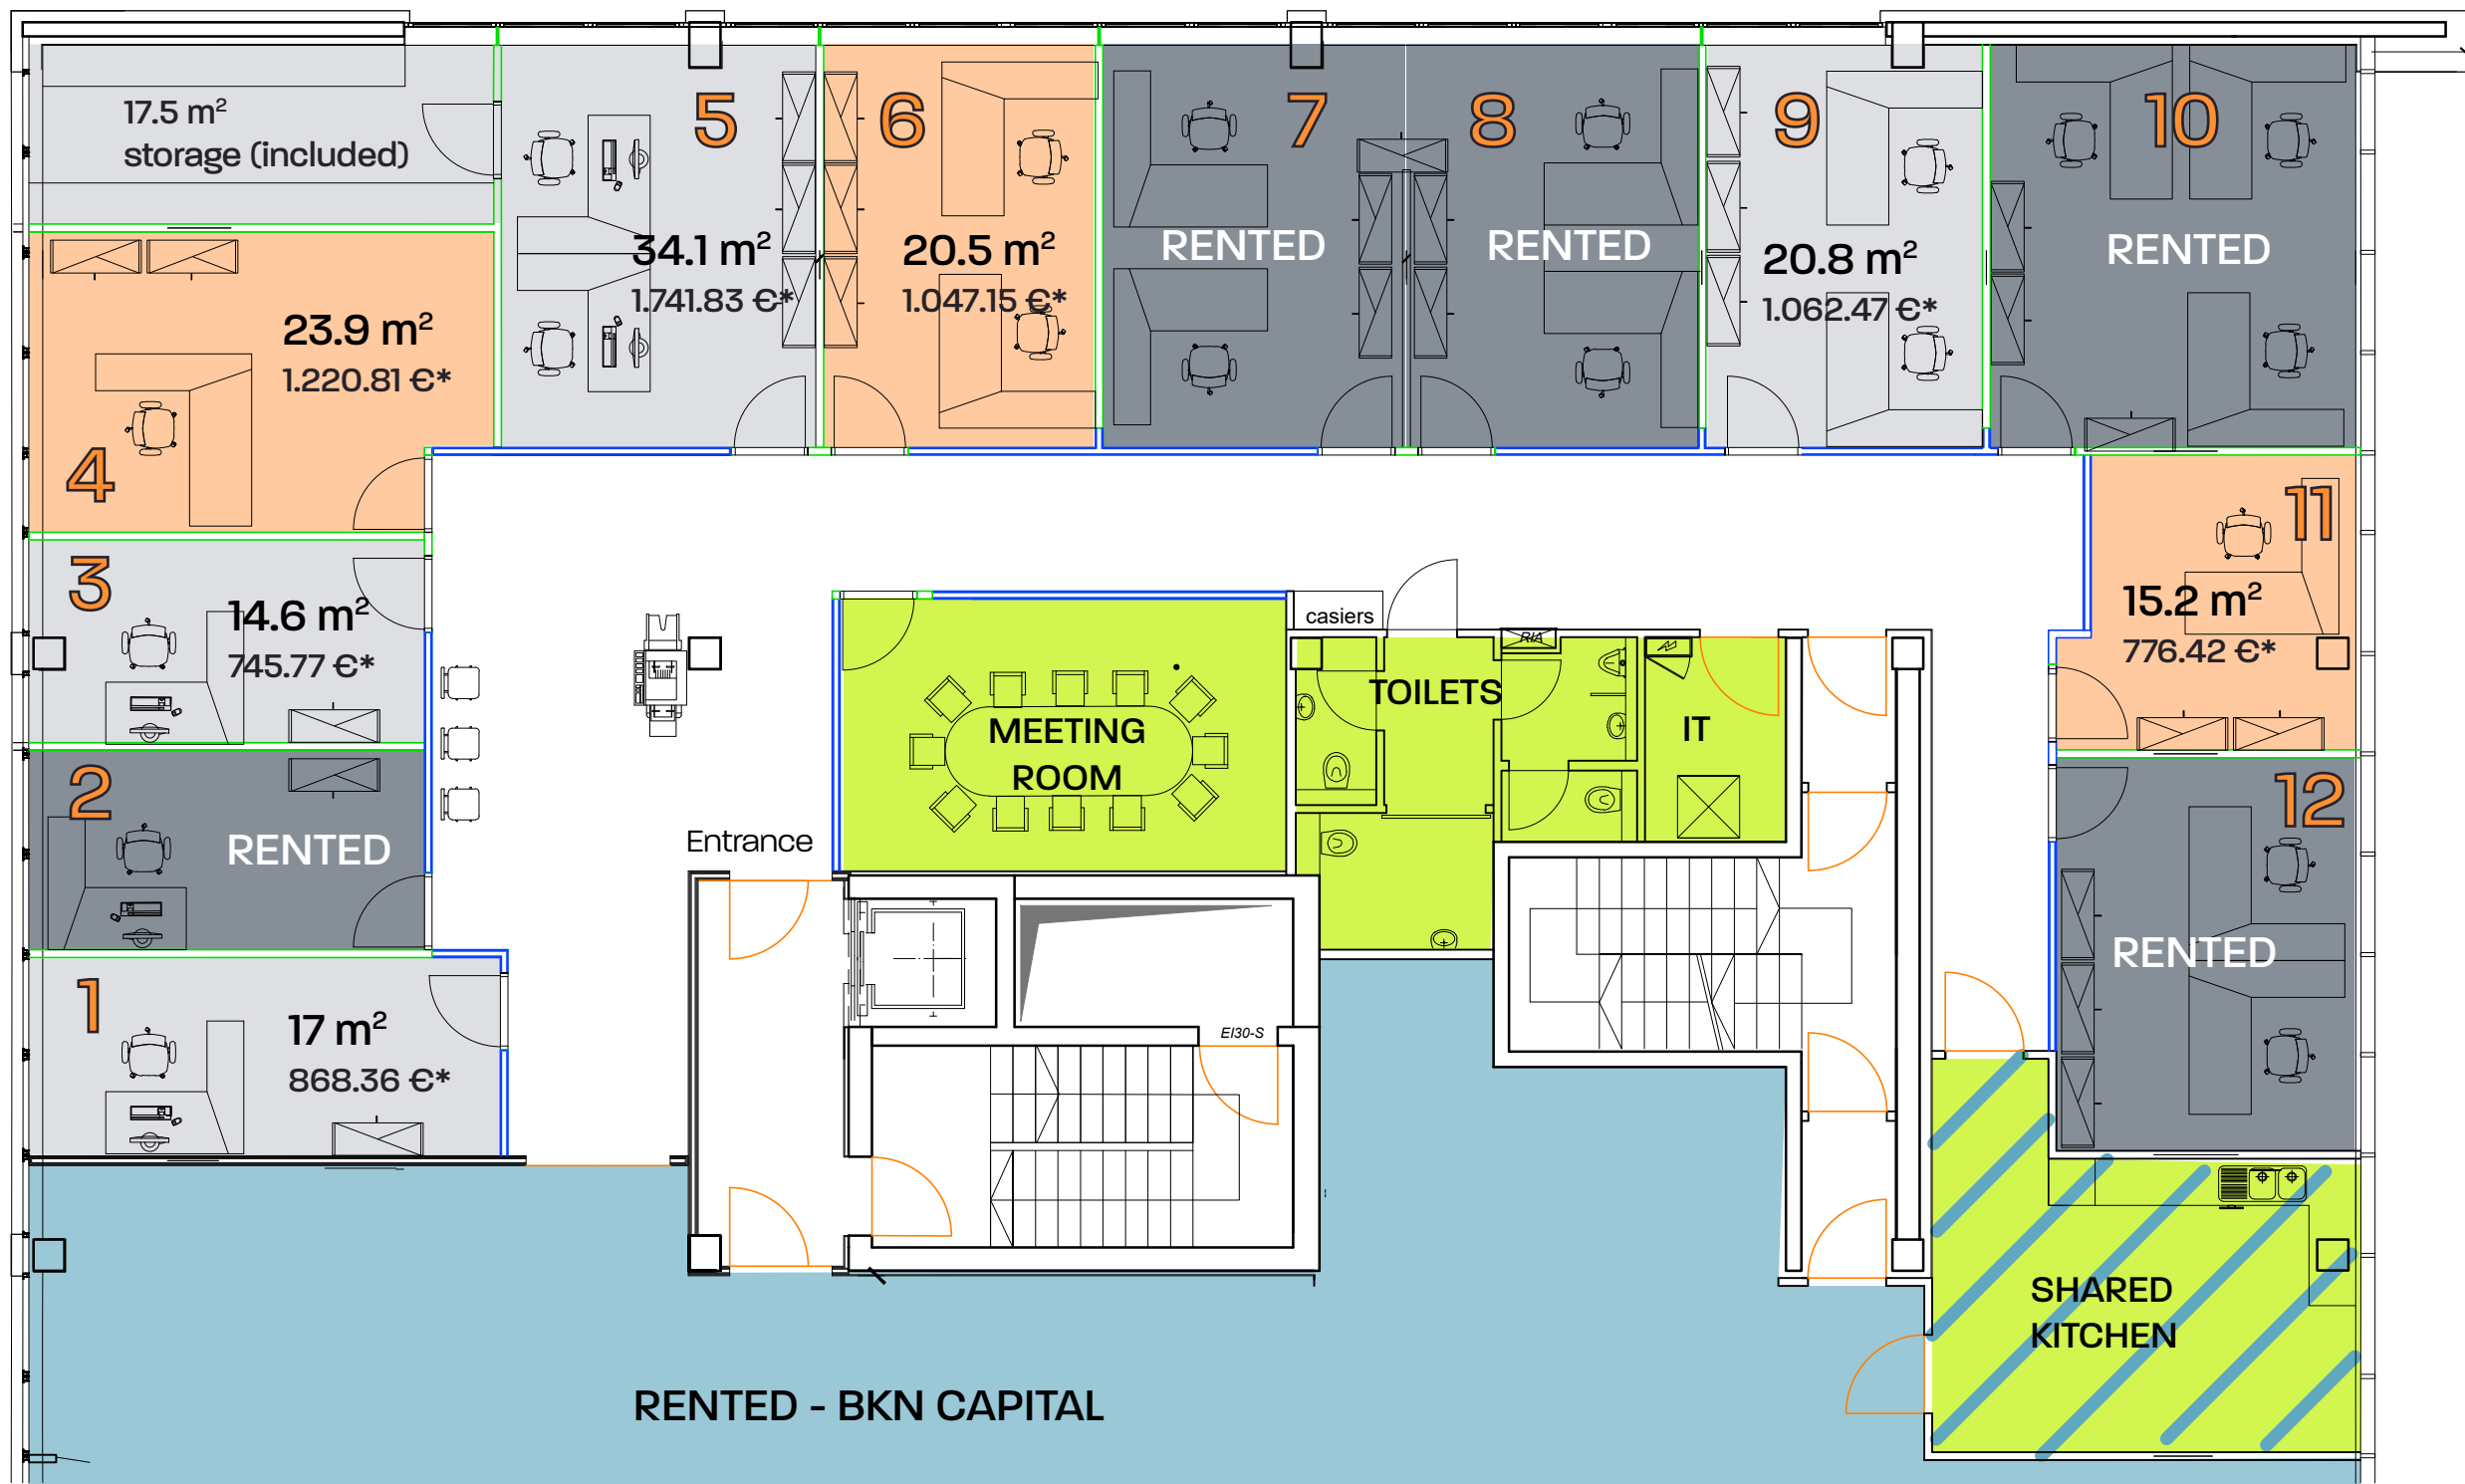 17.5 m²
storage (included)
5
34.1 m²
1.741.83 €*
6
20.5 m²
1.047.15 €*
7
RENTED
8
RENTED
9
20.8 m²
1.062.47 €*
10
RENTED
23.9 m²
1.220.81 €*
4
3
14.6 m²
745.77 €*
2
RENTED
1
17 m²
868.36 €*
11
15.2 m²
776.42 €*
12
RENTED
casiers
RIA
TOILETS
IT
MEETING
ROOM
Entrance
EI30-S
SHARED
KITCHEN
RENTED - BKN CAPITAL